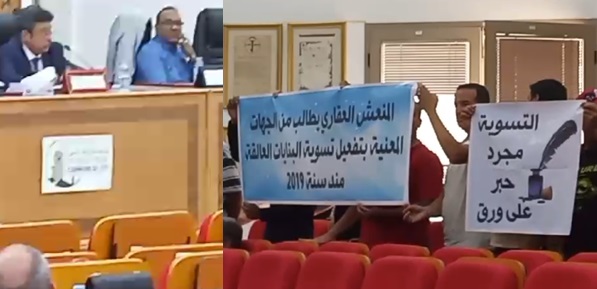 المنعش العقاري يطالب من الجهات
المعنية بتفعيل تسوية البنايات العالقة
منذ سنة 2019
التسوية
مجرد
حبر
على ورق